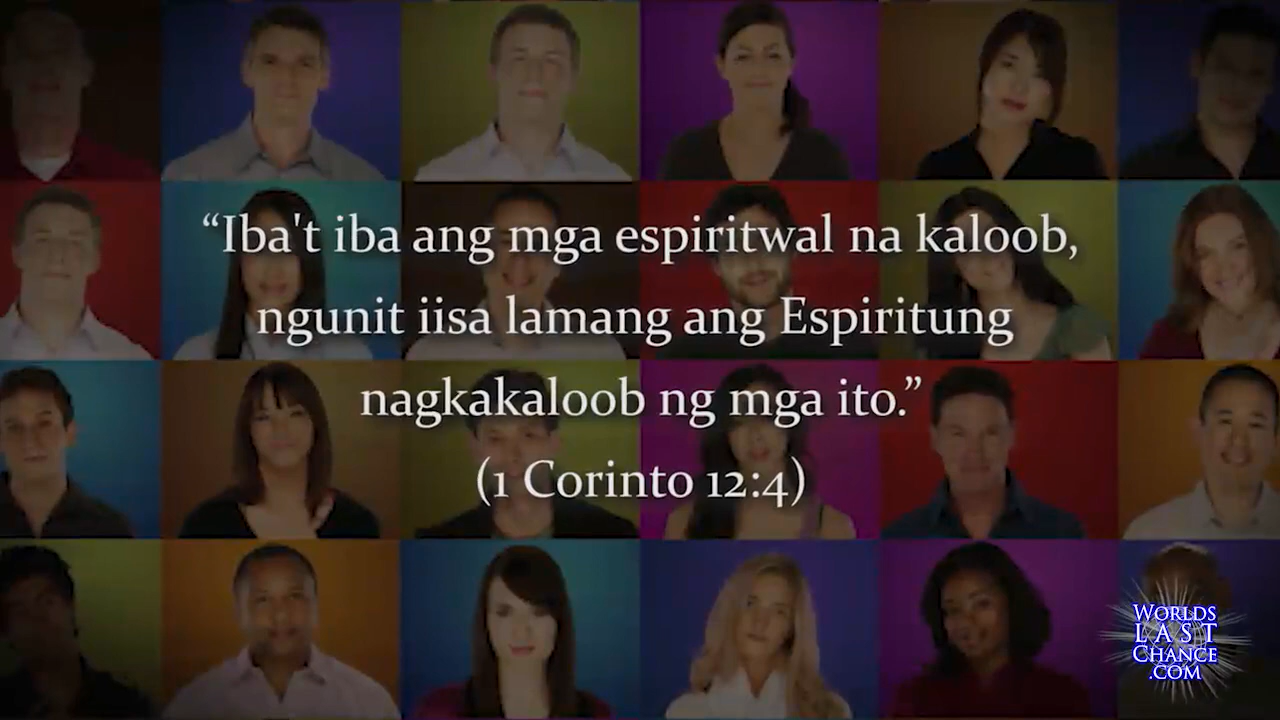 “Iba't iba ang mga espiritwal na kaloob,
ngunit iisa lamang ang Espiritung
nagkakaloob ng mga ito.”
(1 Corinto 12:4)
WORLDS
LAST
CHANCE
.COM